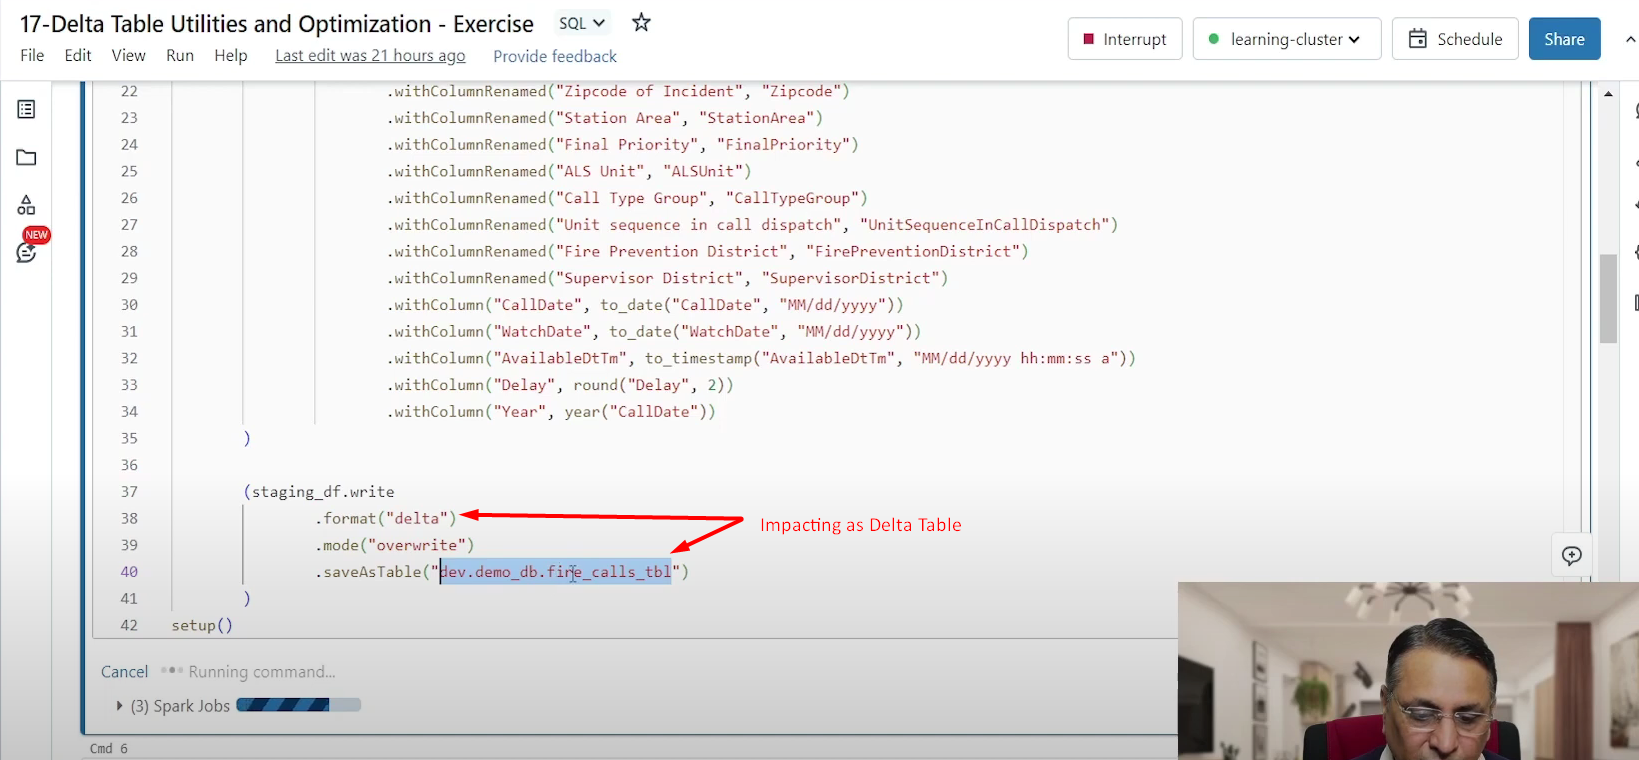 17-Delta Table Utilities and Optimization - Exercise
SQL
Interrupt
learning-cluster
Schedule
Share
File Edit View Run Help Last edit was 21 hours ago Provide feedback
NEW
22 .withColumnRenamed("Zipcode of Incident", "Zipcode")
23 .withColumnRenamed("Station Area", "StationArea")
24 .withColumnRenamed("Final Priority", "FinalPriority")
25 .withColumnRenamed("ALS Unit", "ALSUnit")
26 .withColumnRenamed("Call Type Group", "CallTypeGroup")
27 .withColumnRenamed("Unit sequence in call dispatch", "UnitSequenceInCallDispatch")
28 .withColumnRenamed("Fire Prevention District", "FirePreventionDistrict")
29 .withColumnRenamed("Supervisor District", "SupervisorDistrict")
30 .withColumn("CallDate", to_date("CallDate", "MM/dd/yyyy"))
31 .withColumn("WatchDate", to_date("WatchDate", "MM/dd/yyyy"))
32 .withColumn("AvailableDtTm", to_timestamp("AvailableDtTm", "MM/dd/yyyy hh:mm:ss a"))
33 .withColumn("Delay", round("Delay", 2))
34 .withColumn("Year", year("CallDate"))
35 )
36
37 (staging_df.write
38 .format("delta")
Impacting as Delta Table
39 .mode("overwrite")
40 .saveAsTable("dev.demo_db.fire_calls_tbl")
41 )
42 setup()
Cancel Running command...
(3) Spark Jobs
Cmd 6